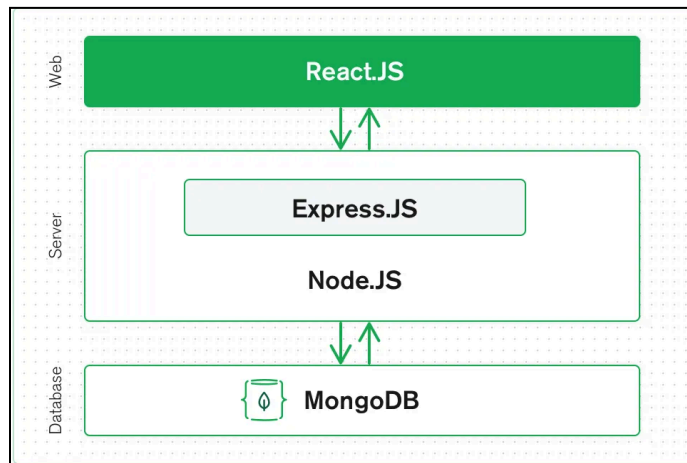 Web
React.JS
Server
Express.JS
Node.JS
Database
MongoDB